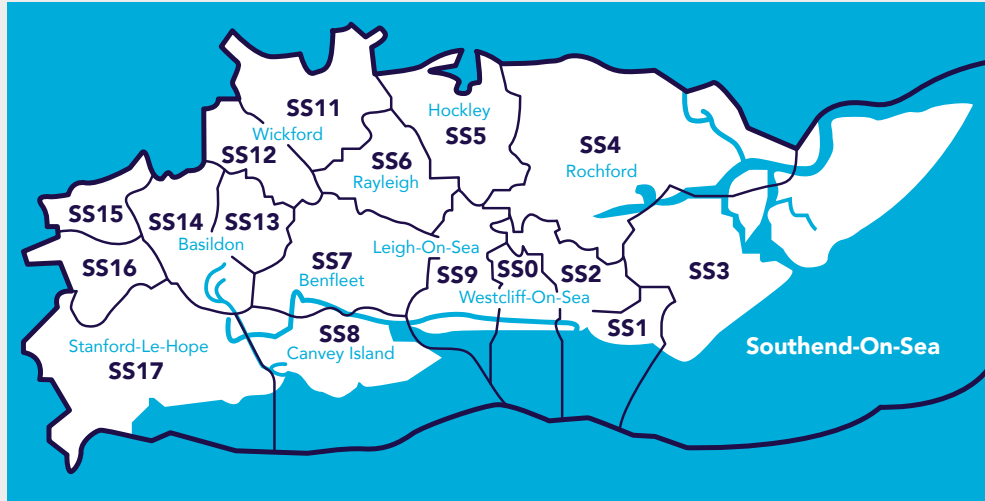 SS11
Wickford
Hockley
SS5
SS4
Rochford
SS12
SS6
Rayleigh
SS15
SS14
SS13
Basildon
SS16
Leigh-On-Sea
SS7
Benfleet
SS9
SS0
SS2
Westcliff-On-Sea
SS3
SS1
SS8
Canvey Island
Stanford-Le-Hope
SS17
Southend-On-Sea